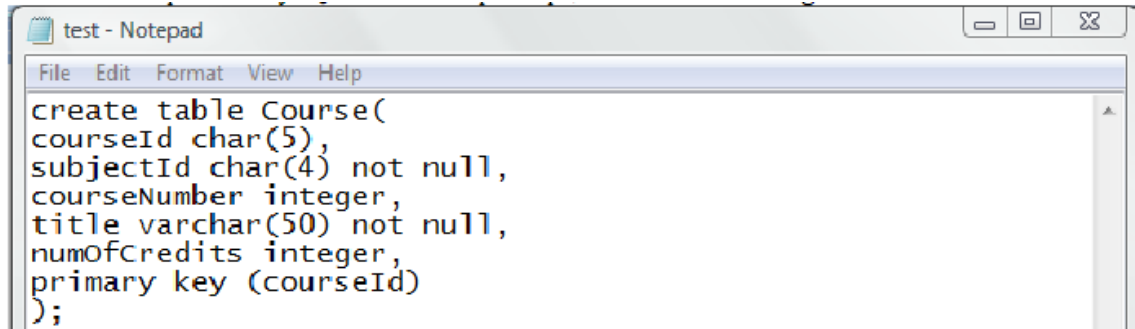 test - Notepad
File Edit Format View Help
create table Course(
courseId char(5),
subjectId char(4) not null,
courseNumber integer,
title varchar(50) not null,
numOfCredits integer,
primary key (courseId)
);